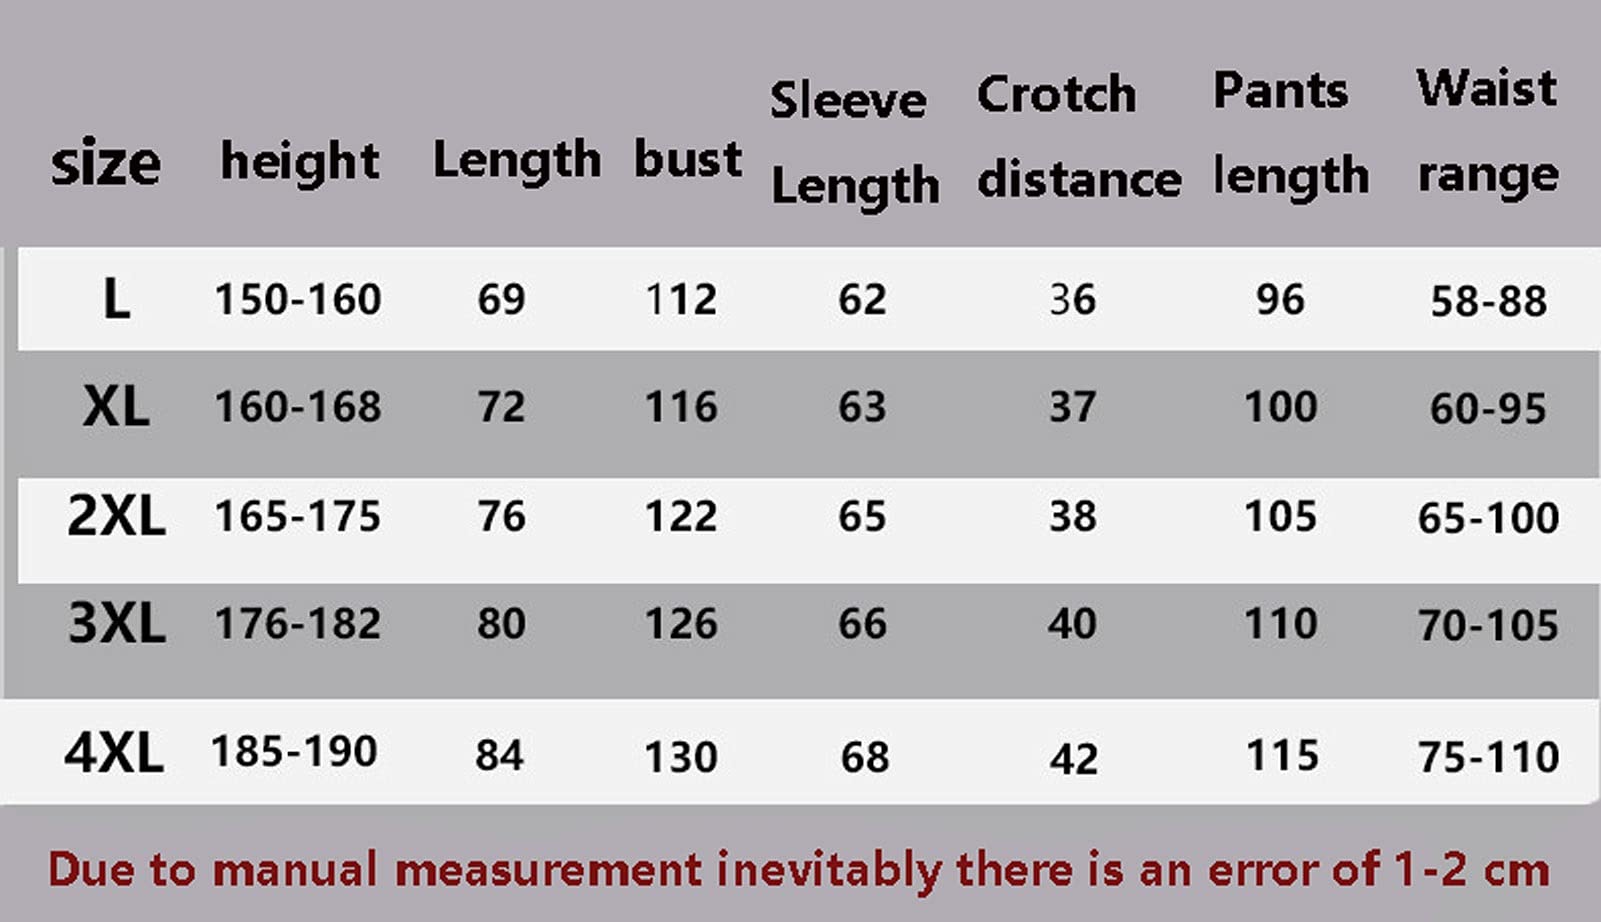 size height Length bust Sleeve Length Crotch distance Pants length Waist range
L 150-160 69 112 62 36 96 58-88
XL 160-168 72 116 63 37 100 60-95
2XL 165-175 76 122 65 38 105 65-100
3XL 176-182 80 126 66 40 110 70-105
4XL 185-190 84 130 68 42 115 75-110
Due to manual measurement inevitably there is an error of 1-2 cm